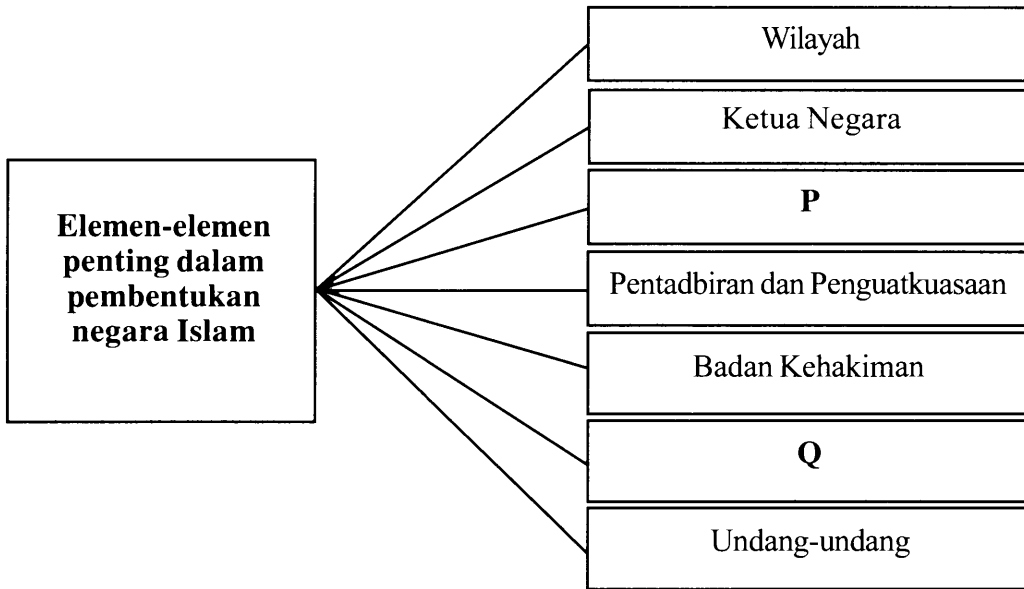 Elemen-elemen
penting dalam
pembentukan
negara Islam
Wilayah
Ketua Negara
P
Pentadbiran dan Penguatkuasaan
Badan Kehakiman
Q
Undang-undang